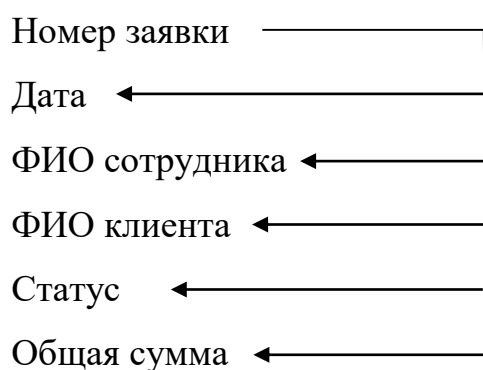 Номер заявки
Дата
ФИО сотрудника
ФИО клиента
Статус
Общая сумма